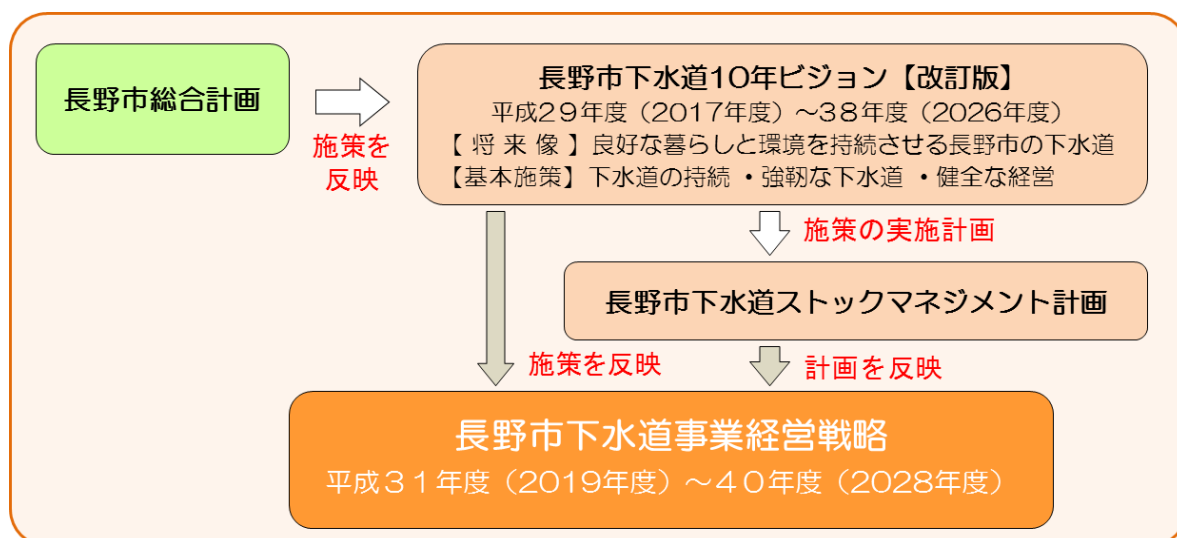 長野市総合計画
施策を
反映
長野市下水道10年ビジョン【改訂版】
平成29年度（2017年度）～38年度（2026年度）
【 将 来 像 】良好な暮らしと環境を持続させる長野市の下水道
【基本施策】下水道の持続 ・強靭な下水道 ・健全な経営
施策の実施計画
長野市下水道ストックマネジメント計画
施策を反映
計画を反映
長野市下水道事業経営戦略
平成３１年度（2019年度）～４０年度（2028年度）